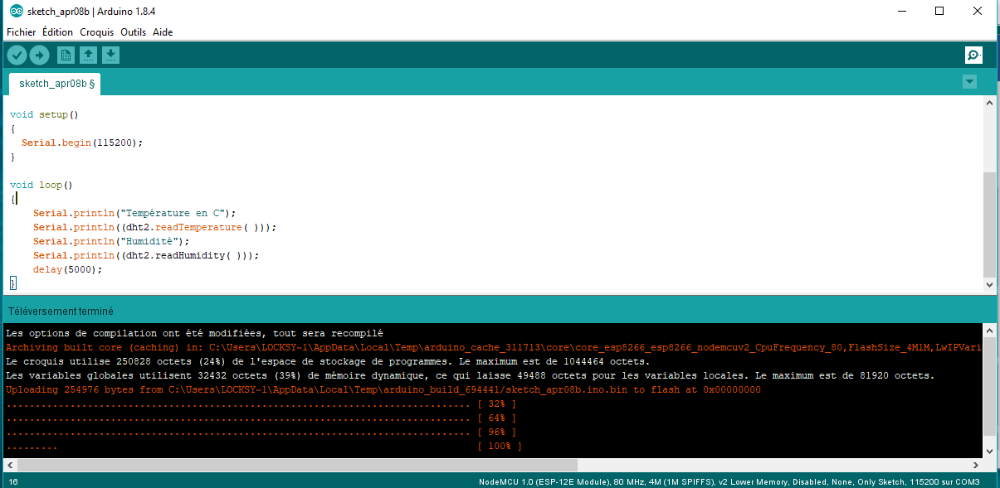 sketch_apr08b | Arduino 1.8.4
Fichier Édition Croquis Outils Aide
sketch_apr08b §
void setup()
{
Serial.begin(115200);
}
void loop()
{
Serial.println("Température en C");
Serial.println((dht2.readTemperature( )));
Serial.println("Humidité");
Serial.println((dht2.readHumidity( )));
delay(5000);
}
Téléversement terminé
Les options de compilation ont été modifiées, tout sera recompilé
Archiving built core (caching) in: C:\Users\LOCKSY~1\AppData\Local\Temp\arduino_cache_311713\core\core_esp8266_esp8266_nodemcuv2_CpuFrequency_80,FlashSize_4M1M,LwIPVari
Le croquis utilise 250828 octets (24%) de l'espace de stockage de programmes. Le maximum est de 1044464 octets.
Les variables globales utilisent 32432 octets (39%) de mémoire dynamique, ce qui laisse 49488 octets pour les variables locales. Le maximum est de 81920 octets.
Uploading 254976 bytes from C:\Users\LOCKSY~1\AppData\Local\Temp\arduino_build_694441/sketch_apr08b.ino.bin to flash at 0x00000000
................................................................................ [ 32% ]
................................................................................ [ 64% ]
................................................................................ [ 96% ]
......... [ 100% ]
16 NodeMCU 1.0 (ESP-12E Module), 80 MHz, 4M (1M SPIFFS), v2 Lower Memory, Disabled, None, Only Sketch, 115200 sur COM3